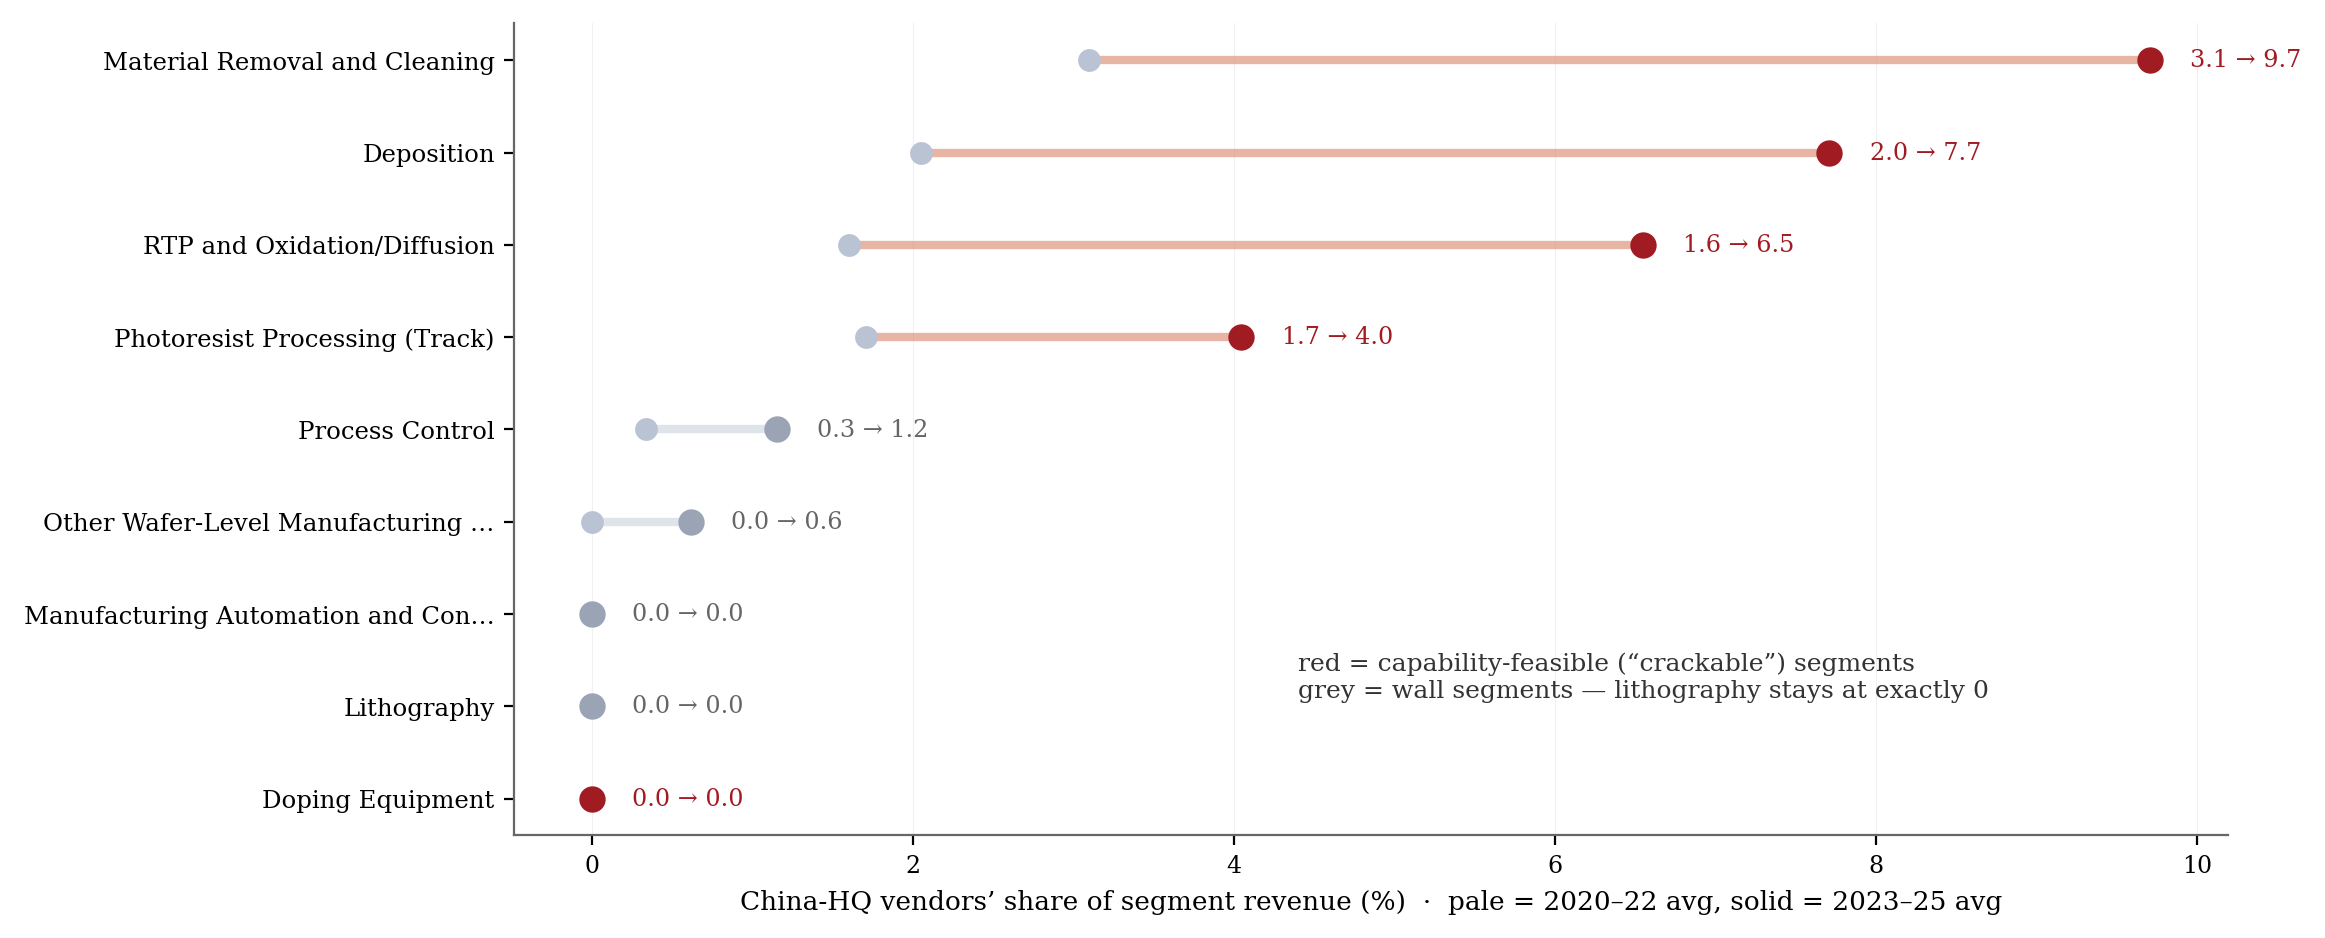 Material Removal and Cleaning
3.1 → 9.7
Deposition
2.0 → 7.7
RTP and Oxidation/Diffusion
1.6 → 6.5
Photoresist Processing (Track)
1.7 → 4.0
Process Control
0.3 → 1.2
Other Wafer-Level Manufacturing …
0.0 → 0.6
Manufacturing Automation and Con…
0.0 → 0.0
red = capability-feasible (“crackable”) segments
grey = wall segments — lithography stays at exactly 0
Lithography
0.0 → 0.0
Doping Equipment
0.0 → 0.0
0 2 4 6 8 10
China-HQ vendors’ share of segment revenue (%) · pale = 2020–22 avg, solid = 2023–25 avg